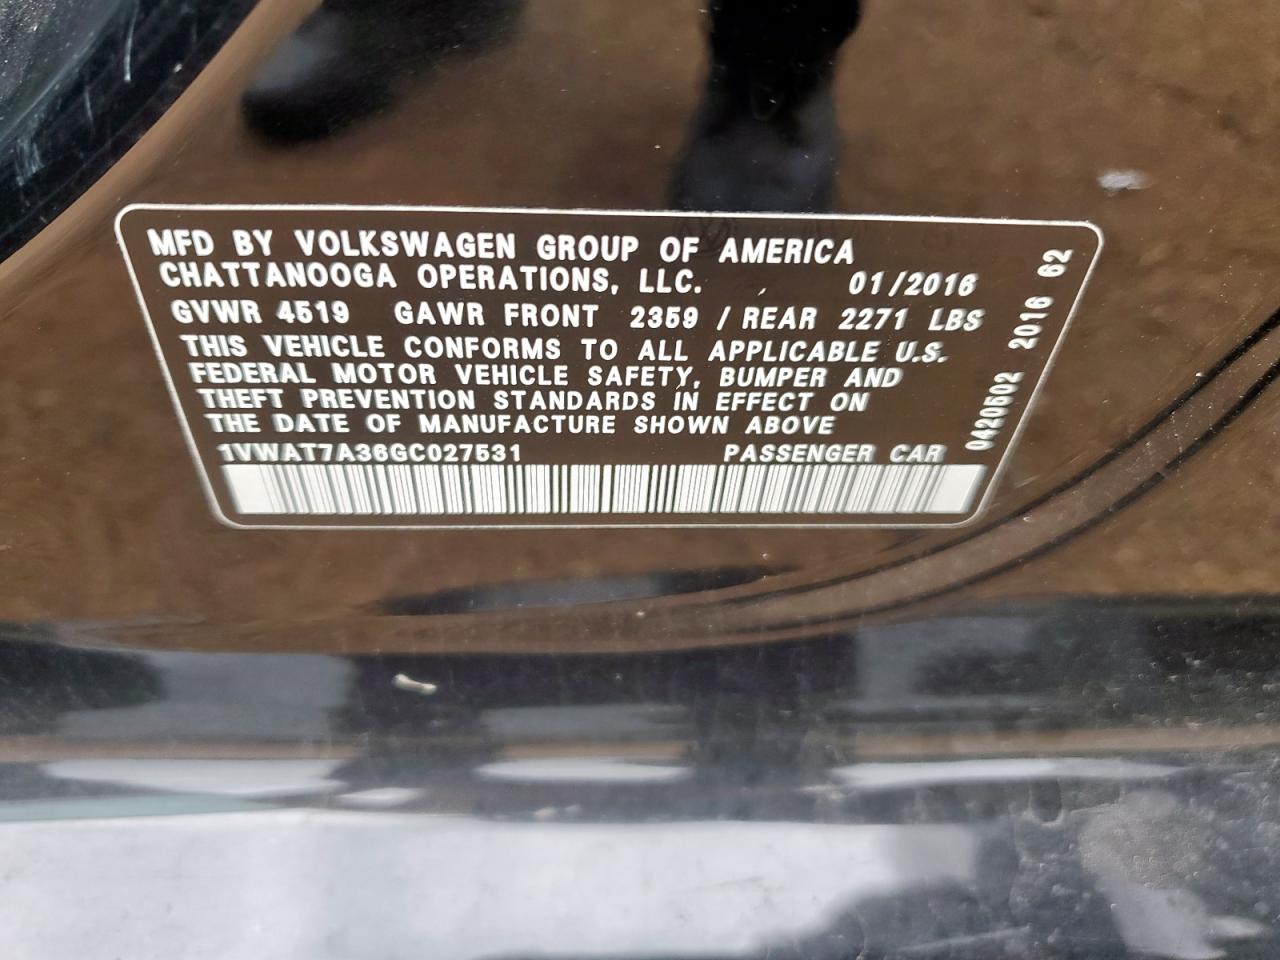 MFD BY VOLKSWAGEN GROUP OF AMERICA
CHATTANOOGA OPERATIONS, LLC. 01/2016
GVWR 4519 GAWR FRONT 2359 / REAR 2271 LBS
THIS VEHICLE CONFORMS TO ALL APPLICABLE U.S.
FEDERAL MOTOR VEHICLE SAFETY, BUMPER AND
THEFT PREVENTION STANDARDS IN EFFECT ON
THE DATE OF MANUFACTURE SHOWN ABOVE
1VWAT7A36GC027531 PASSENGER CAR
0420502 2016 62